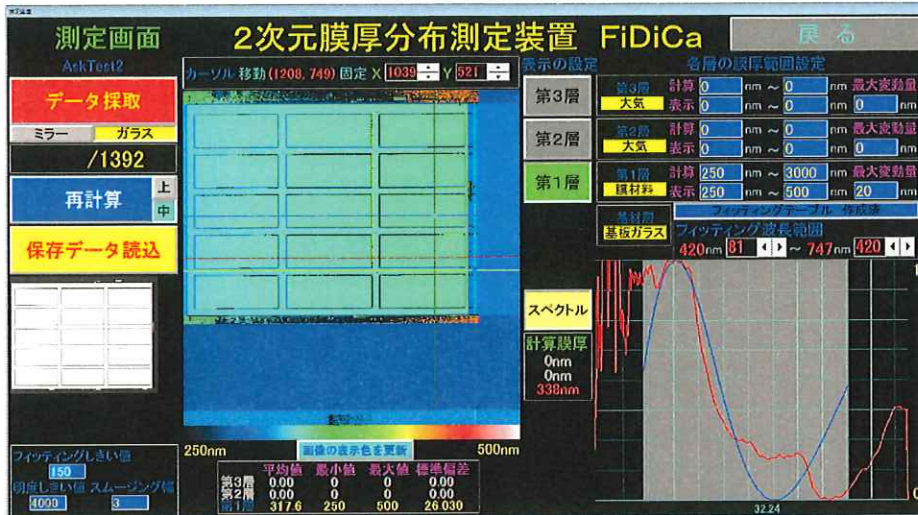 測定画面
測定画面 2次元膜厚分布測定装置 FiDiCa 戻る
AskTest2
データ採取
ミラー ガラス
/1392
再計算 上
中
保存データ読込
フィッティングしきい値
150
明度しきい値 スムージング幅
4000 3
カーソル 移動(1208, 749) 固定 X 1039 Y 521
250nm 画像の表示色を更新 500nm
平均値 最小値 最大値 標準偏差
第3層 0.00 0 0 0.00
第2層 0.00 0 0 0.00
第1層 317.6 250 500 26.030
表示の設定
第3層
第2層
第1層
スペクトル
計算膜厚
0nm
0nm
338nm
各層の膜厚範囲設定
第3層 計算 0 nm ~ 0 nm 最大変動量
大気 表示 0 nm ~ 0 nm 0 nm
第2層 計算 0 nm ~ 0 nm 最大変動量
大気 表示 0 nm ~ 0 nm 0 nm
第1層 計算 250 nm ~ 3000 nm 最大変動量
膜材料 表示 250 nm ~ 500 nm 20 nm
基材層 フィッティングテーブル 作成済
基板ガラス フィッティング波長範囲
420nm 81 ~ 747nm 420
1
0
32.24